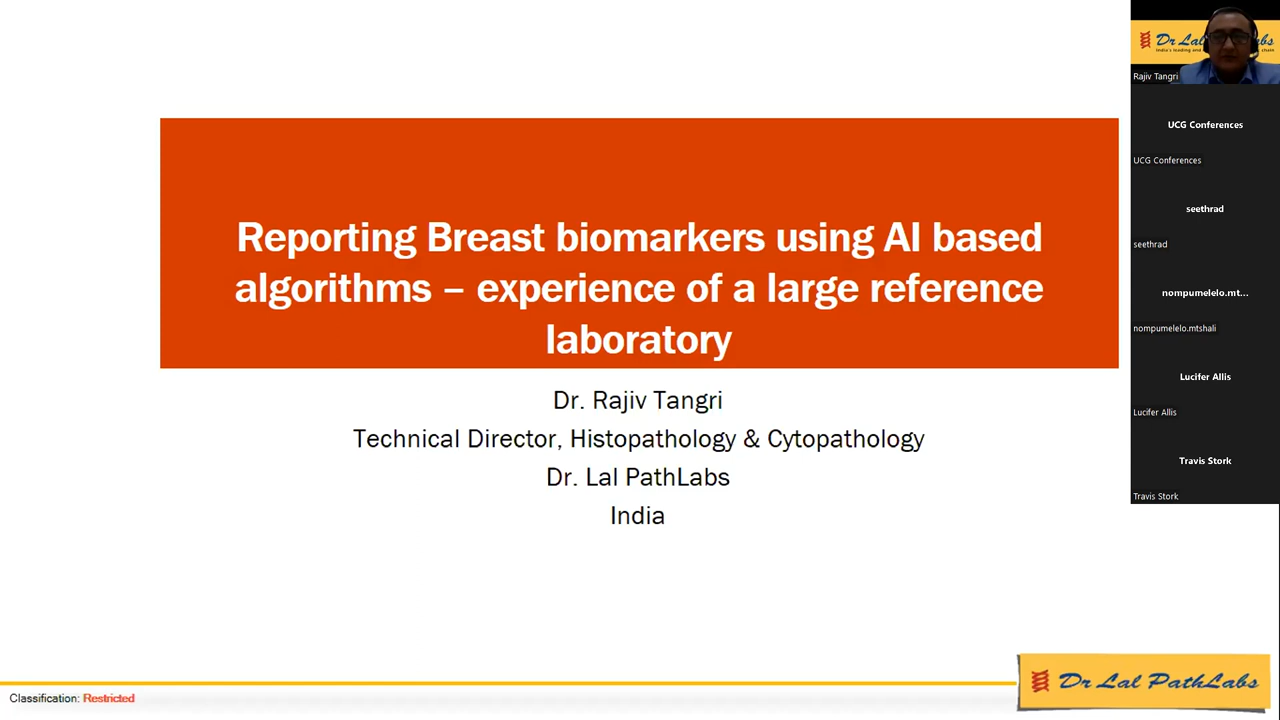 Reporting Breast biomarkers using AI based
algorithms – experience of a large reference
laboratory
Dr. Rajiv Tangri
Technical Director, Histopathology & Cytopathology
Dr. Lal PathLabs
India
Classification: Restricted
Dr Lal PathLabs
Rajiv Tangri
UCG Conferences
UCG Conferences
seethrad
seethrad
nompumelelo.mt...
nompumelelo.mtshali
Lucifer Allis
Lucifer Allis
Travis Stork
Travis Stork